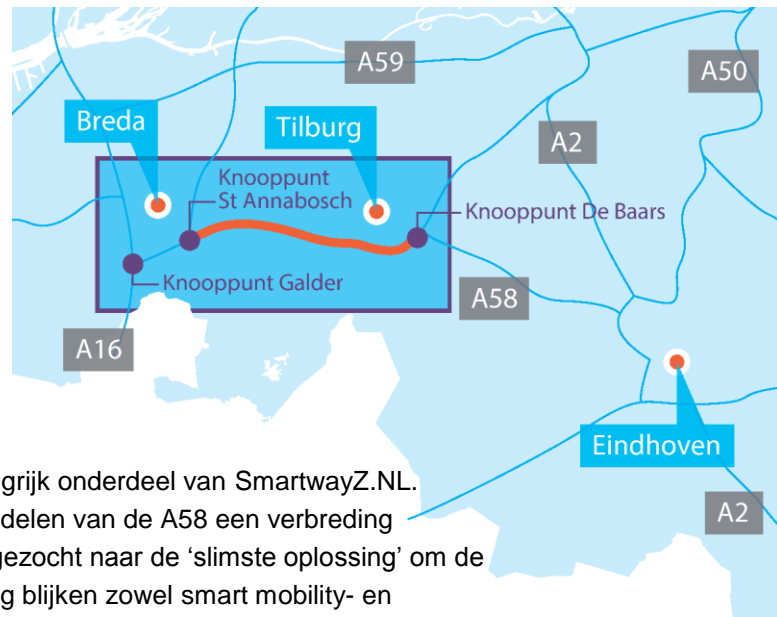 A59
A50
Breda
Tilburg
A2
Knooppunt
St Annabosch
Knooppunt De Baars
Knooppunt Galder
A58
A16
Eindhoven
A2
grijk onderdeel van SmartwayZ.NL.
delen van de A58 een verbreding
gezocht naar de ‘slimste oplossing’ om de
g blijken zowel smart mobility- en